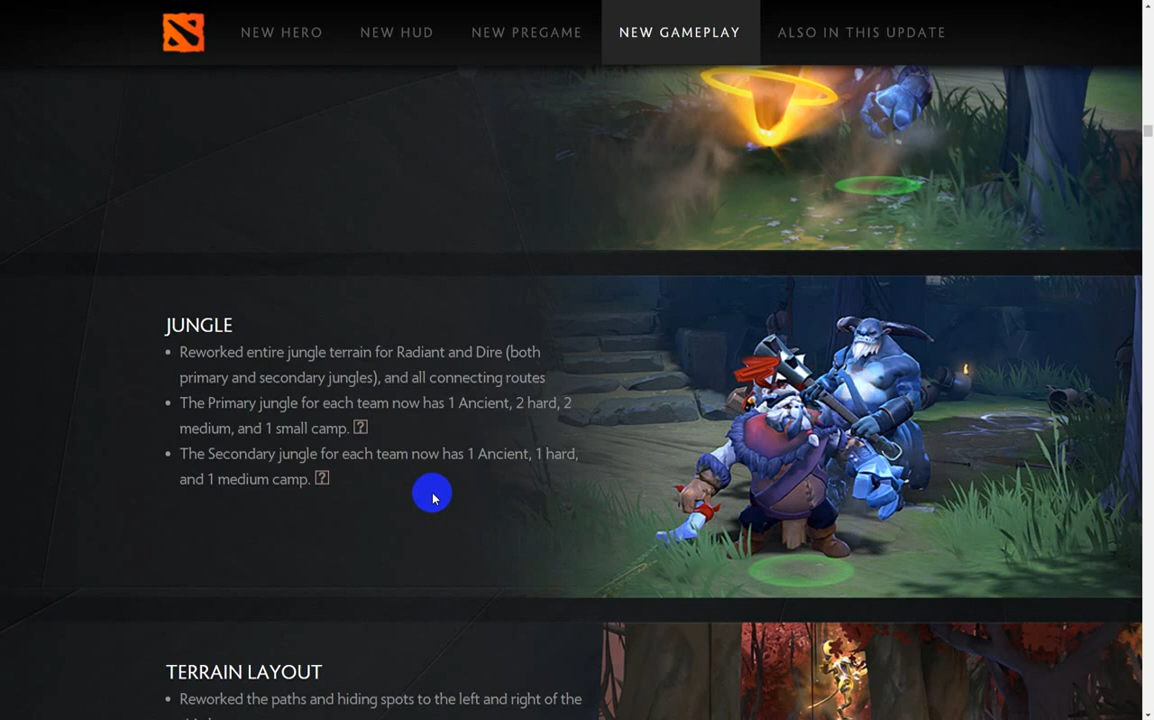 NEW HERO NEW HUD NEW PREGAME NEW GAMEPLAY ALSO IN THIS UPDATE
JUNGLE
• Reworked entire jungle terrain for Radiant and Dire (both
primary and secondary jungles), and all connecting routes
• The Primary jungle for each team now has 1 Ancient, 2 hard, 2
medium, and 1 small camp. ?
• The Secondary jungle for each team now has 1 Ancient, 1 hard,
and 1 medium camp. ?
TERRAIN LAYOUT
• Reworked the paths and hiding spots to the left and right of the